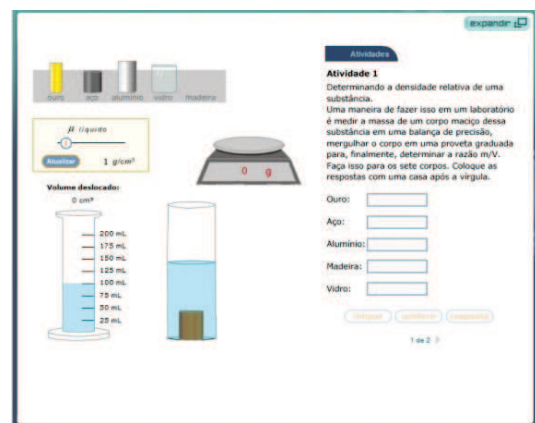 expandir
ouro aço alumínio vidro madeira
μ líquido
Atualizar 1 g/cm³
0 g
Volume deslocado:
0 cm³
200 mL
175 mL
150 mL
125 mL
100 mL
75 mL
50 mL
25 mL
Atividades
Atividade 1
Determinando a densidade relativa de uma
substância.
Uma maneira de fazer isso em um laboratório
é medir a massa de um corpo maciço dessa
substância em uma balança de precisão,
mergulhar o corpo em uma proveta graduada
para, finalmente, determinar a razão m/V.
Faça isso para os sete corpos. Coloque as
respostas com uma casa após a vírgula.
Ouro:
Aço:
Alumínio:
Madeira:
Vidro:
resposta
1 de 2